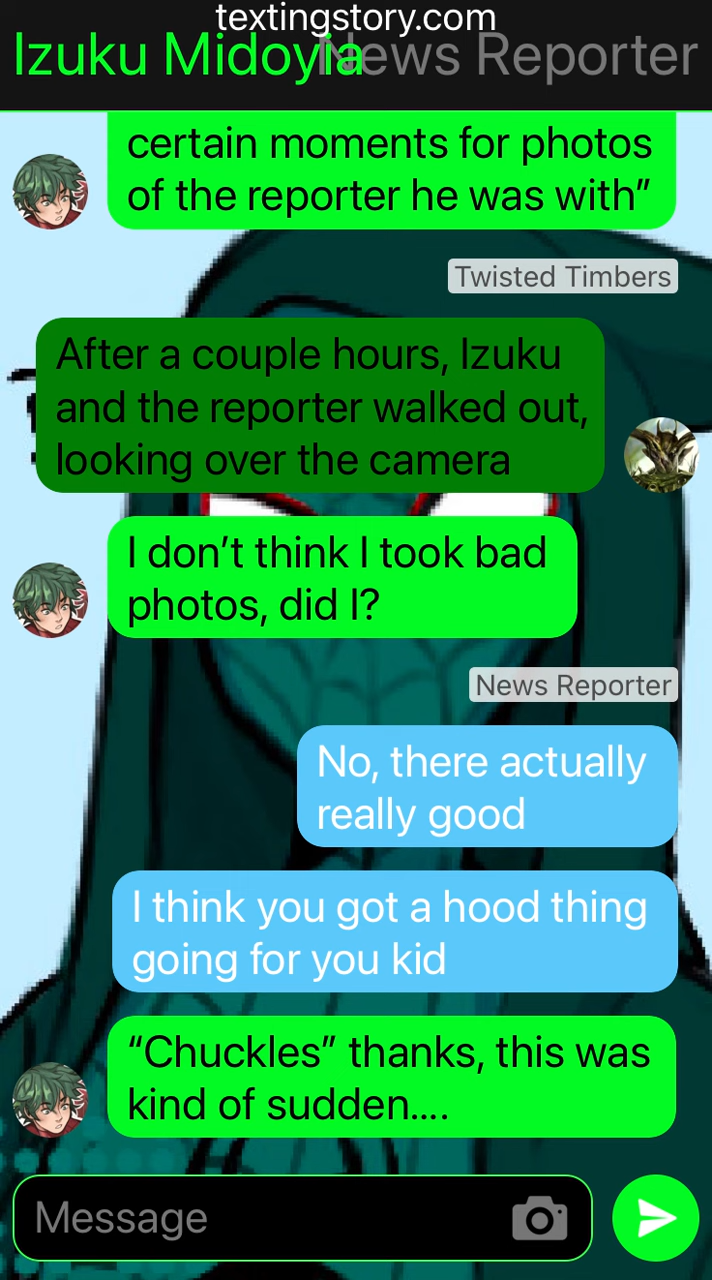 textingstory.com
Izuku Midoyia News Reporter
certain moments for photos
of the reporter he was with”
Twisted Timbers
After a couple hours, Izuku
and the reporter walked out,
looking over the camera
I don’t think I took bad
photos, did I?
News Reporter
No, there actually
really good
I think you got a hood thing
going for you kid
“Chuckles” thanks, this was
kind of sudden....
Message